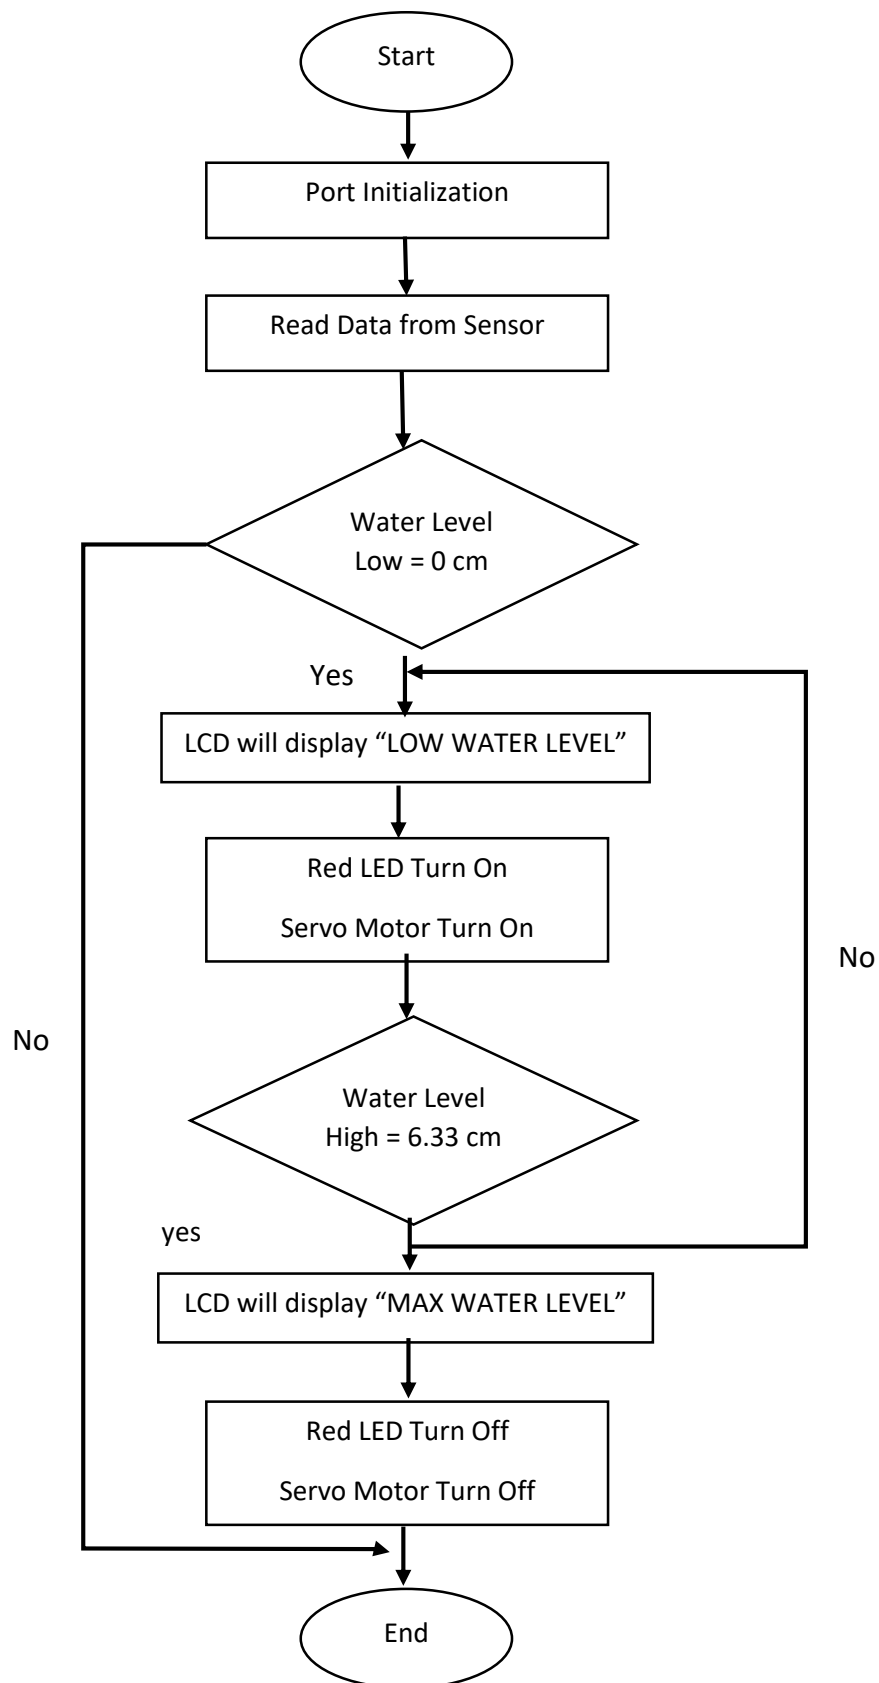 Start
Port Initialization
Read Data from Sensor
Water Level
Low = 0 cm
Yes
LCD will display “LOW WATER LEVEL”
Red LED Turn On
Servo Motor Turn On
No
No
Water Level
High = 6.33 cm
yes
LCD will display “MAX WATER LEVEL”
Red LED Turn Off
Servo Motor Turn Off
End